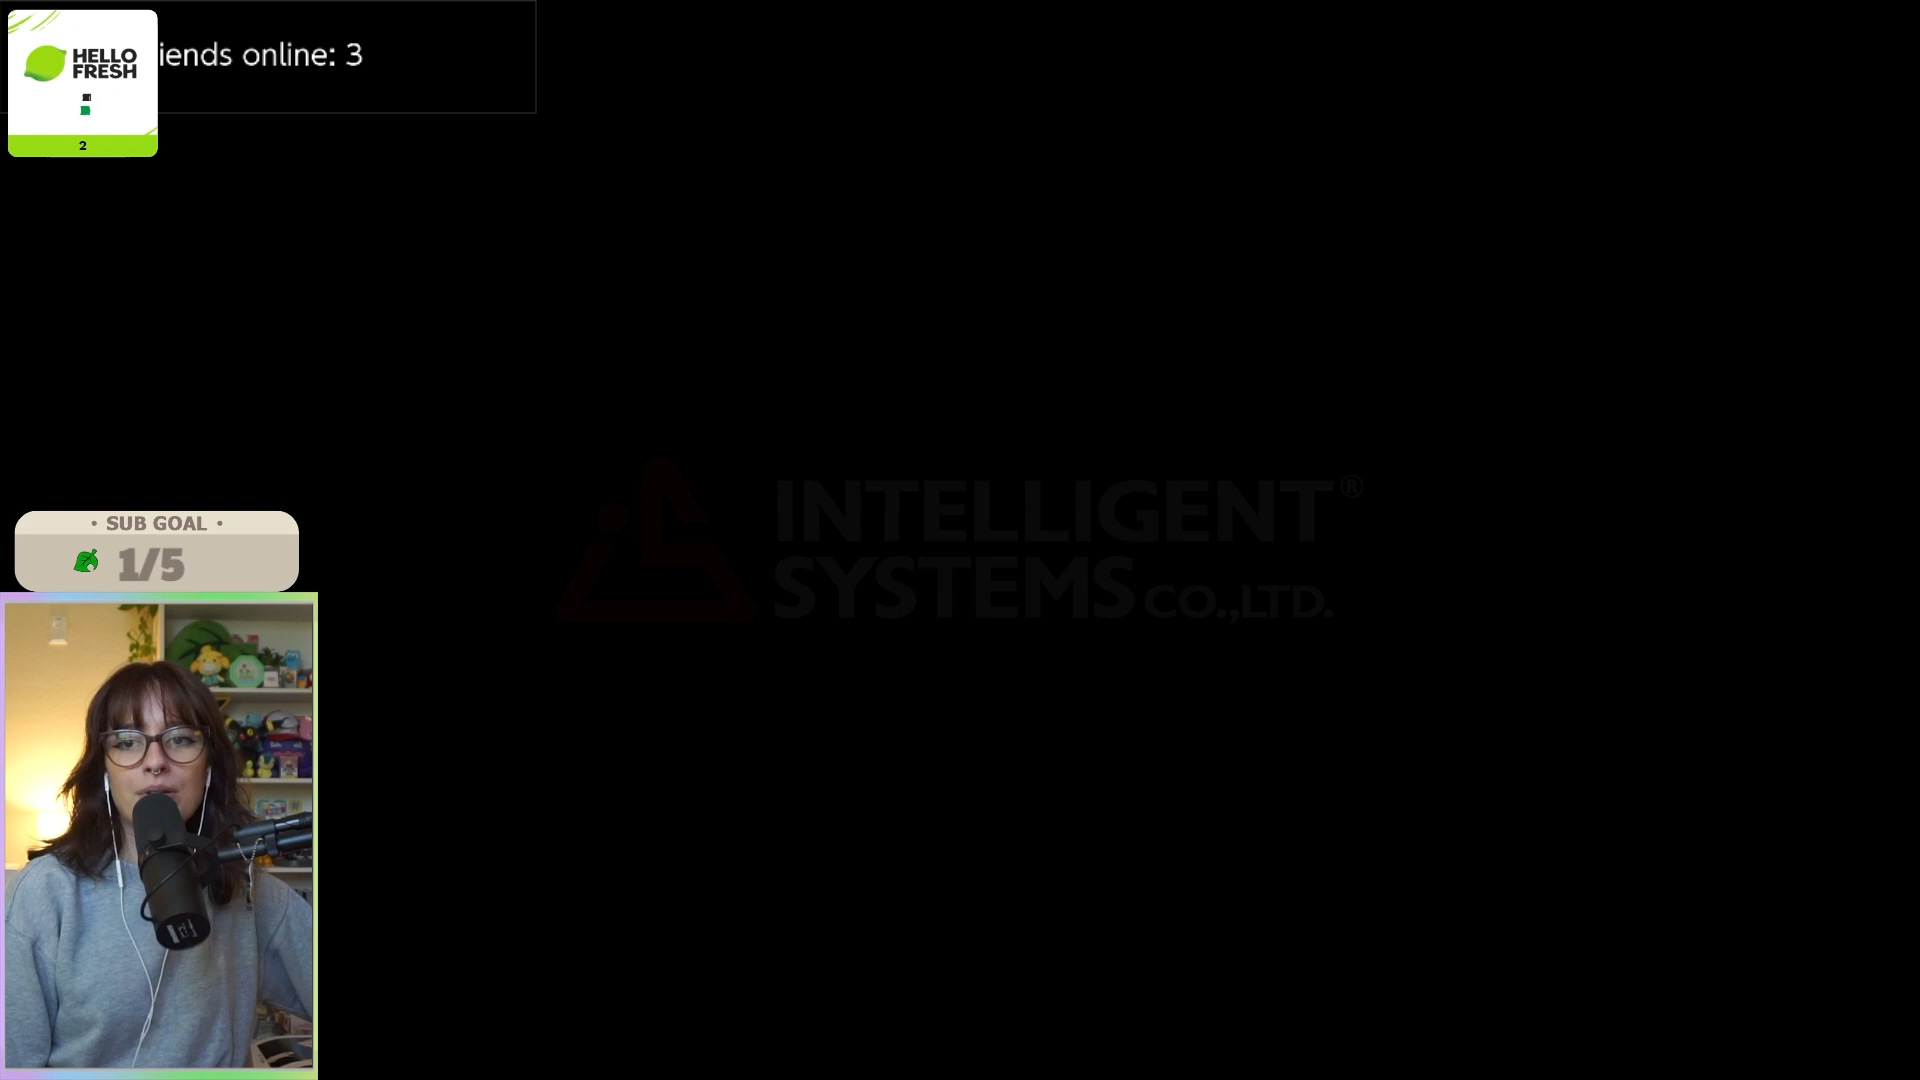 HELLO
FRESH
iends online: 3
2
• SUB GOAL •
1/5
INTELLIGENT®
SYSTEMS CO.,LTD.